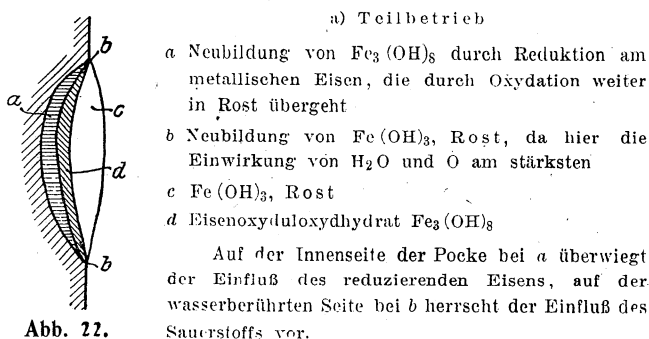 a) Teilbetrieb
a Neubildung von Fe₃(OH)₈ durch Reduktion am
metallischen Eisen, die durch Oxydation weiter
in Rost übergeht
b Neubildung von Fe(OH)₃, Rost, da hier die
Einwirkung von H₂O und O am stärksten
c Fe(OH)₃, Rost
d Eisenoxyduloxydhydrat Fe₃(OH)₈
Auf der Innenseite der Pocke bei a überwiegt
der Einfluß des reduzierenden Eisens, auf der
wasserberührten Seite bei b herrscht der Einfluß des
Sauerstoffs vor.
b
a
c
d
b
Abb. 22.